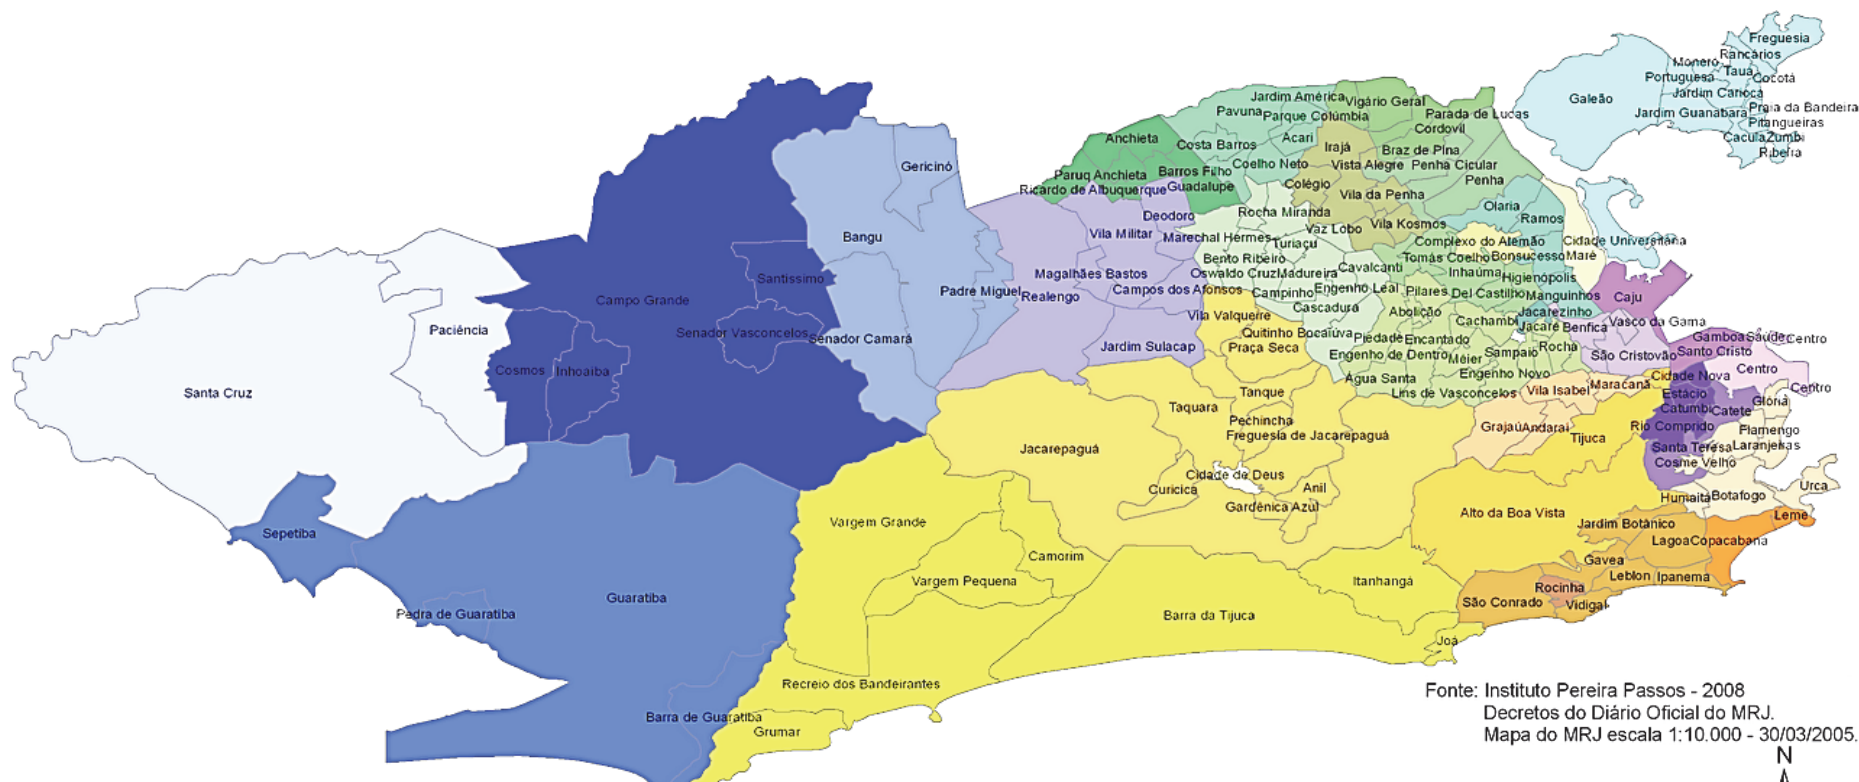 Freguesia
Rancários
Monero
Tauá
Portuguesa
Cocotá
Galeão
Jardim Carioca
Praia da Bandeira
Jardim Guanabara
Pitangueiras
Cacula
Zumbi
Ribeira
Jardim América
Vigário Geral
Pavuna
Parque Colúmbia
Parada de Lucas
Cordovil
Anchieta
Acari
Costa Barros
Irajá
Braz de Pina
Gericinó
Coelho Neto
Vista Alegre
Penha Cicular
Paruq Anchieta
Barros Filho
Penha
Ricardo de Albuquerque
Guadalupe
Colégio
Vila da Penha
Olaria
Deodoro
Rocha Miranda
Ramos
Vila Militar
Marechal Hermes
Vaz Lobo
Vila Kosmos
Bangu
Turiaçu
Complexo do Alemão
Cidade Universitária
Bento Ribeiro
Tomás Coelho
Bonsucesso
Maré
Magalhães Bastos
Oswaldo Cruz
Madureira
Cavalcanti
Inhaúma
Higienópolis
Santissimo
Padre Miguel
Realengo
Campos dos Afonsos
Campinho
Engenho Leal
Pilares
Del Castilho
Manguinhos
Caju
Campo Grande
Cascadura
Abolição
Jacarezinho
Vila Valqueire
Cachambi
Jacaré
Benfica
Vasco da Gama
Paciência
Senador Vasconcelos
Senador Camará
Quitinho Bocaiúva
Piedade
Encantado
Gamboa
Saúde
Centro
Jardim Sulacap
Praça Seca
Engenho de Dentro
Méier
Sampaio
Rocha
São Cristovão
Santo Cristo
Cosmos
Inhoaíba
Água Santa
Engenho Novo
Cidade Nova
Centro
Santa Cruz
Tanque
Lins de Vasconcelos
Vila Isabel
Maracanã
Estácio
Centro
Taquara
Catumbi
Catete
Glória
Pechincha
Grajaú
Andarai
Rio Comprido
Flamengo
Freguesia de Jacarepaguá
Tijuca
Santa Teresa
Laranjeiras
Jacarepaguá
Cosme Velho
Cidade de Deus
Curicica
Anil
Humaitá
Botafogo
Urca
Gardênica Azul
Alto da Boa Vista
Leme
Vargem Grande
Jardim Botânico
Sepetiba
Lagoa
Copacabana
Camorim
Gavea
Vargem Pequena
Itanhangá
Rocinha
Leblon
Ipanema
Guaratiba
São Conrado
Vidigal
Pedra de Guaratiba
Barra da Tijuca
Joá
Recreio dos Bandeirantes
Barra de Guaratiba
Grumar
Fonte: Instituto Pereira Passos - 2008
Decretos do Diário Oficial do MRJ.
Mapa do MRJ escala 1:10.000 - 30/03/2005.
N